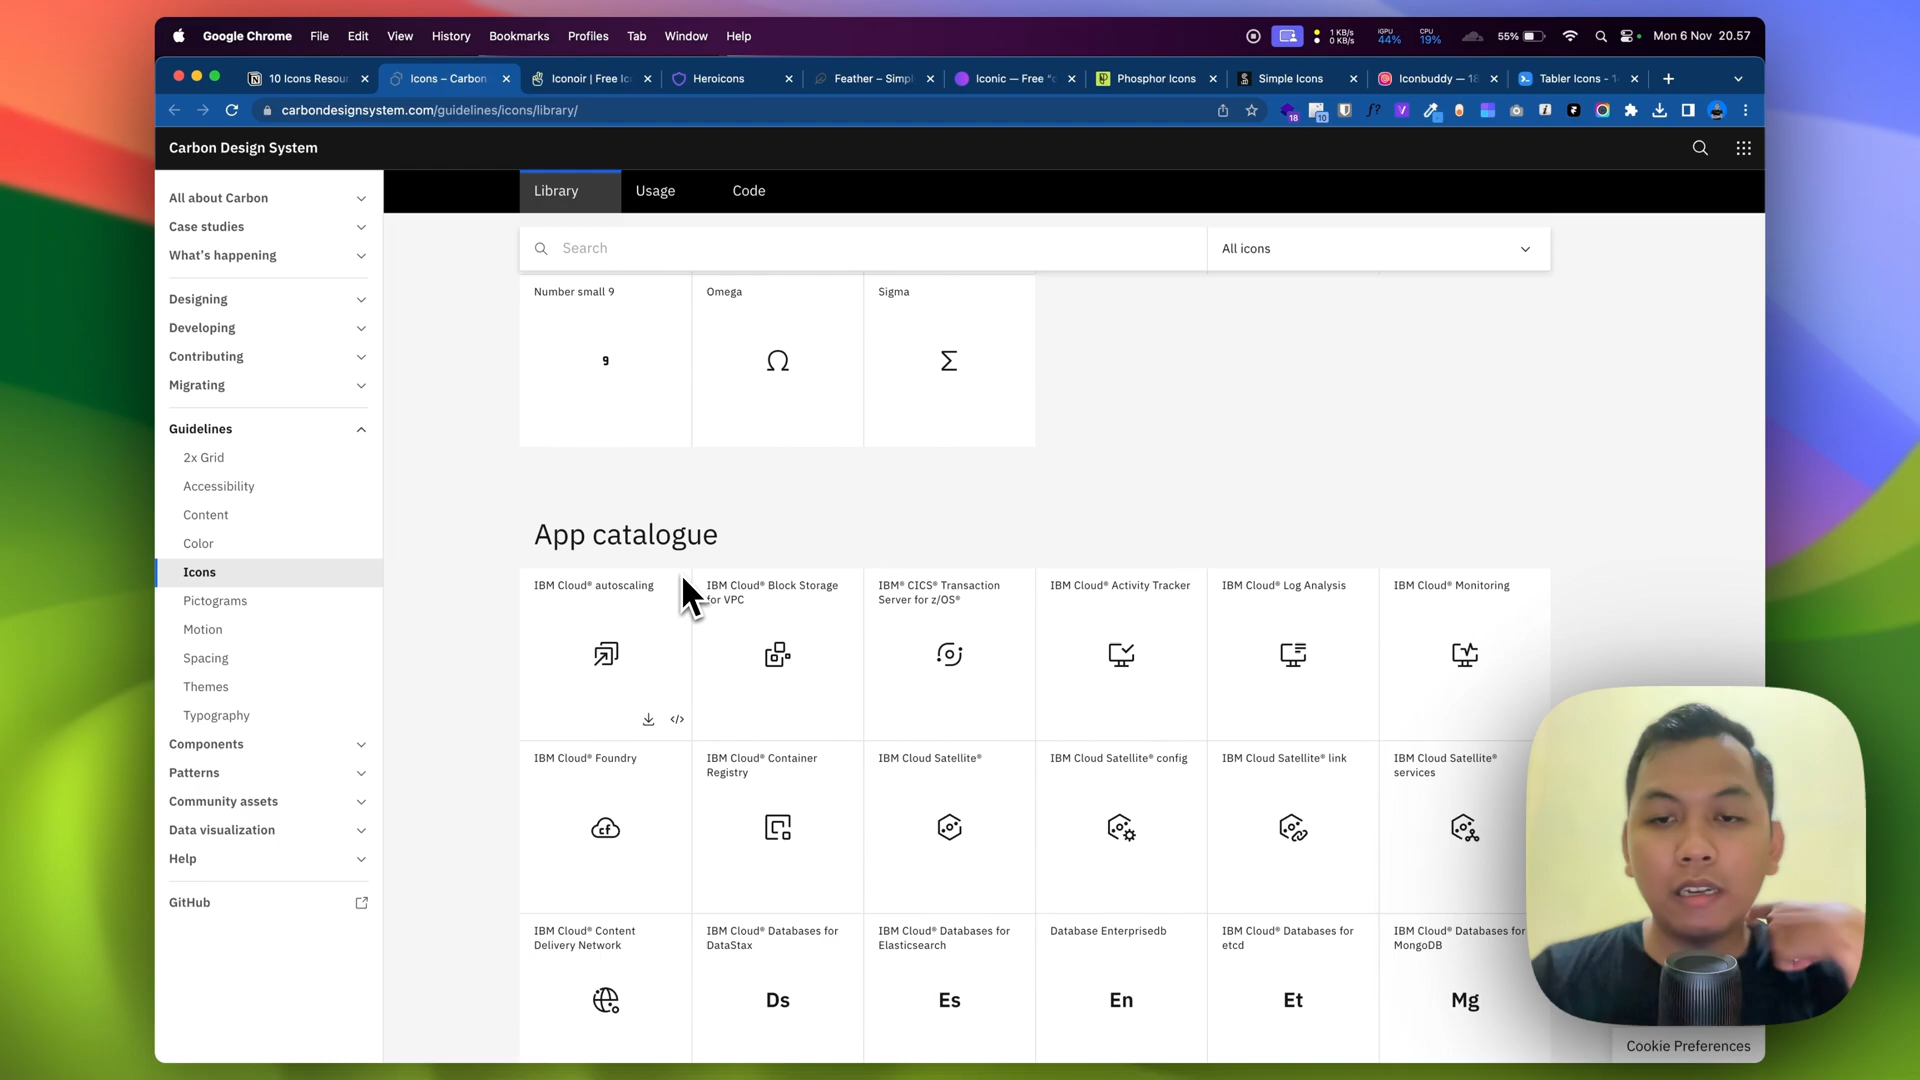 Google Chrome File Edit View History Bookmarks Profiles Tab Window Help
1 KB/s
0 KB/s
iGPU
44%
CPU
19%
55%
Mon 6 Nov 20.57
10 Icons Resou
Icons – Carbon
Iconoir | Free Ic
Heroicons
Feather – Simpl
Iconic — Free "c
Phosphor Icons
Simple Icons
Iconbuddy — 18
Tabler Icons - 
carbondesignsystem.com/guidelines/icons/library/
18
10
Carbon Design System
All about Carbon
Case studies
What's happening
Designing
Developing
Contributing
Migrating
Guidelines
2x Grid
Accessibility
Content
Color
Icons
Pictograms
Motion
Spacing
Themes
Typography
Components
Patterns
Community assets
Data visualization
Help
GitHub
Library Usage Code
Search
All icons
Number small 9
Omega
Sigma
9
Ω
Σ
App catalogue
IBM Cloud® autoscaling
IBM Cloud® Block Storage
for VPC
IBM® CICS® Transaction
Server for z/OS®
IBM Cloud® Activity Tracker
IBM Cloud® Log Analysis
IBM Cloud® Monitoring
IBM Cloud® Foundry
IBM Cloud® Container
Registry
IBM Cloud Satellite®
IBM Cloud Satellite® config
IBM Cloud Satellite® link
IBM Cloud Satellite®
services
cf
IBM Cloud® Content
Delivery Network
IBM Cloud® Databases for
DataStax
IBM Cloud® Databases for
Elasticsearch
Database Enterprisedb
IBM Cloud® Databases for
etcd
IBM Cloud® Databases for
MongoDB
Ds
Es
En
Et
Mg
Cookie Preferences